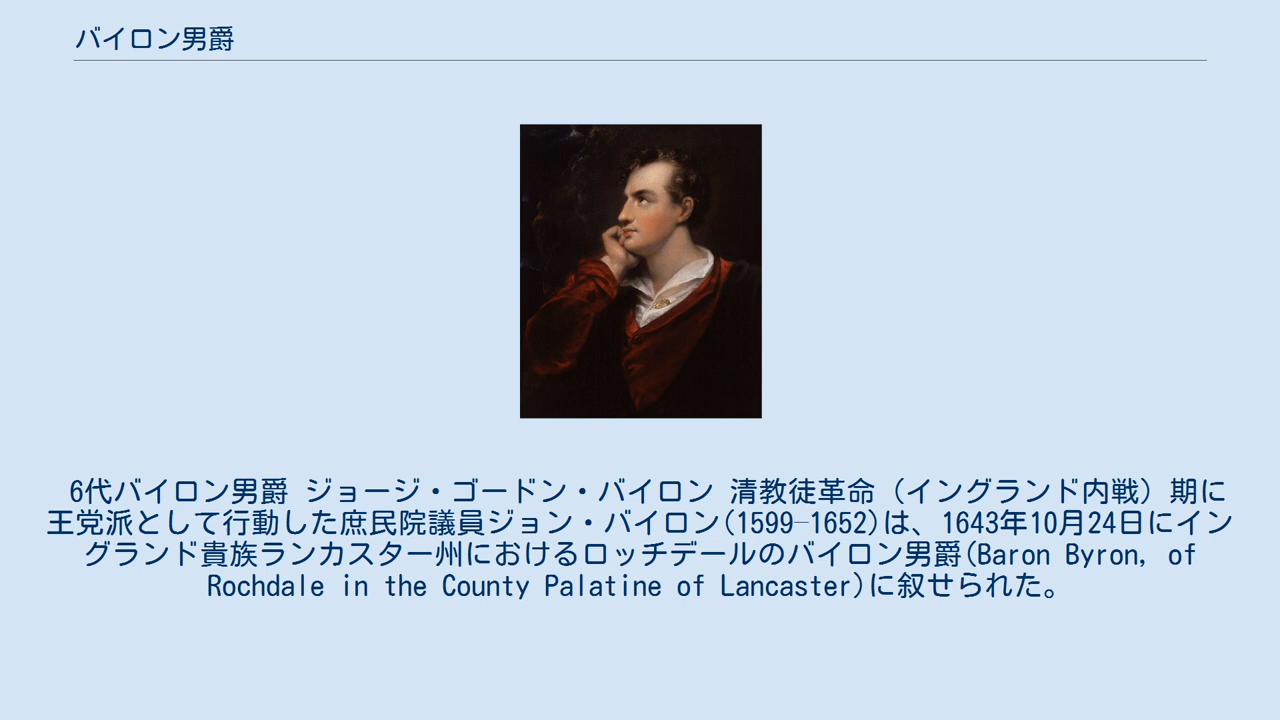 バイロン男爵
6代バイロン男爵 ジョージ・ゴードン・バイロン 清教徒革命（イングランド内戦）期に
王党派として行動した庶民院議員ジョン・バイロン(1599–1652)は、1643年10月24日にイン
グランド貴族ランカスター州におけるロッチデールのバイロン男爵(Baron Byron, of
Rochdale in the County Palatine of Lancaster)に叙せられた。